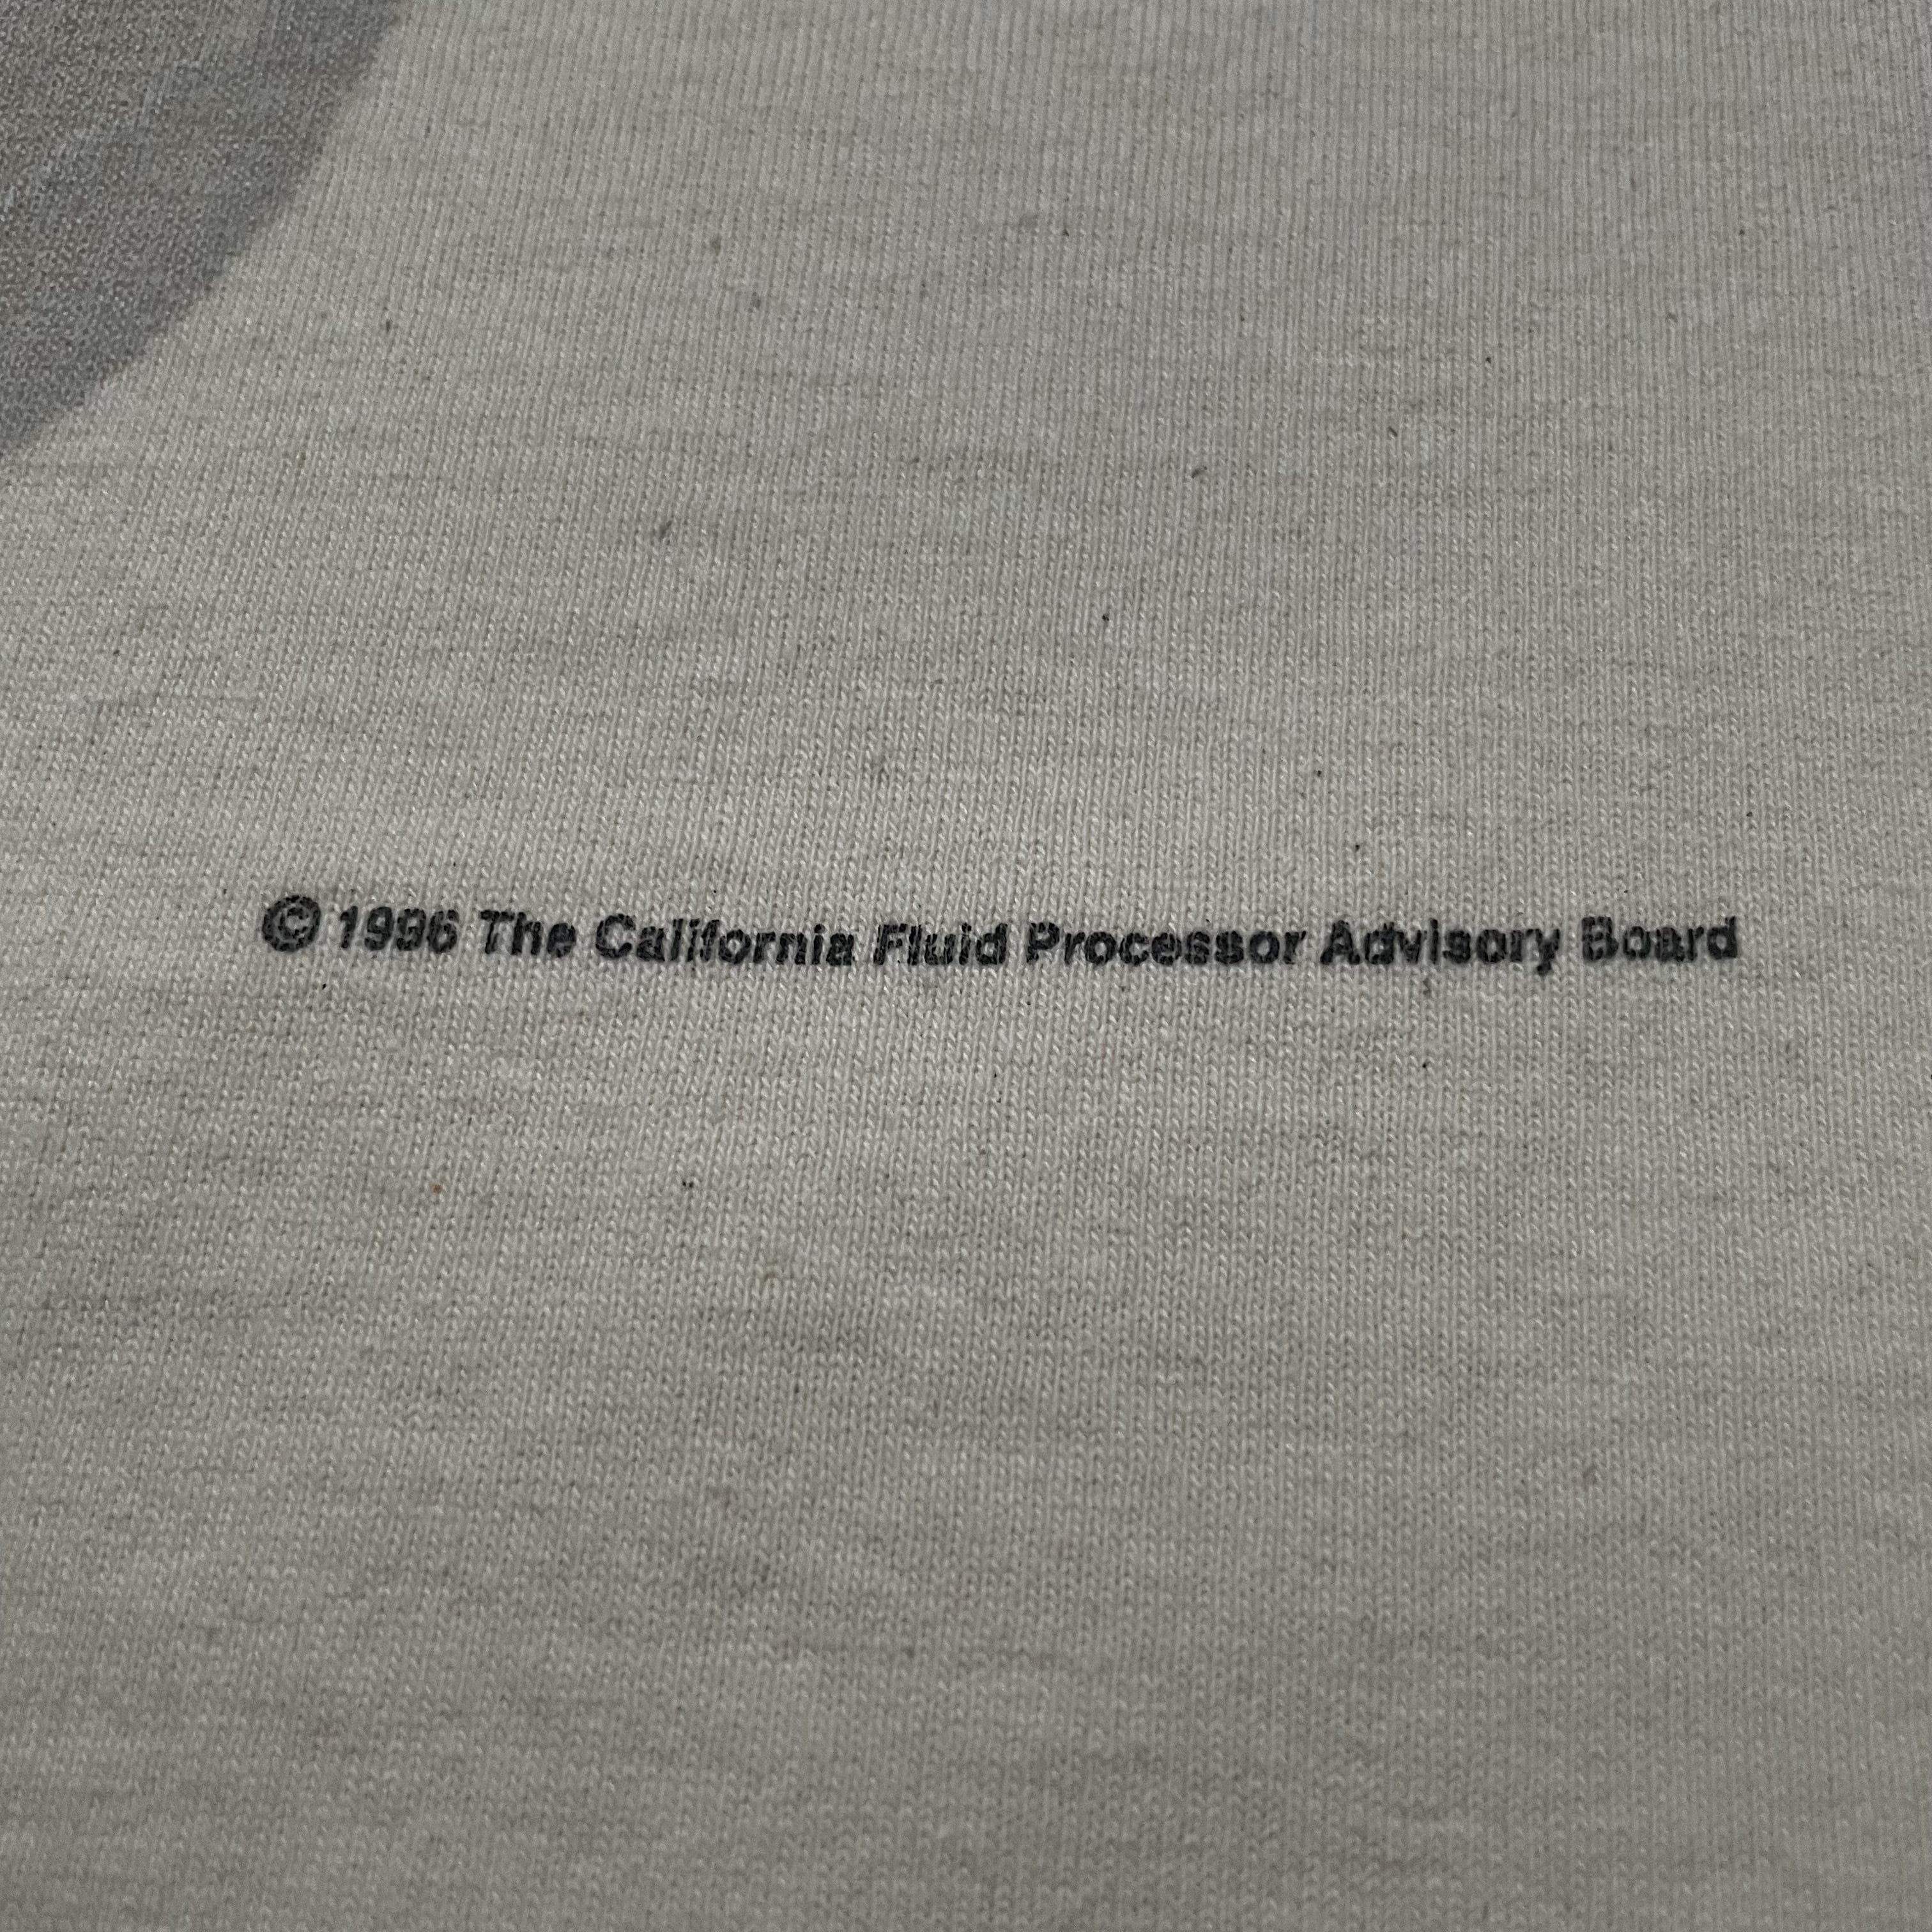 © 1996 The California Fluid Processor Advisory Board